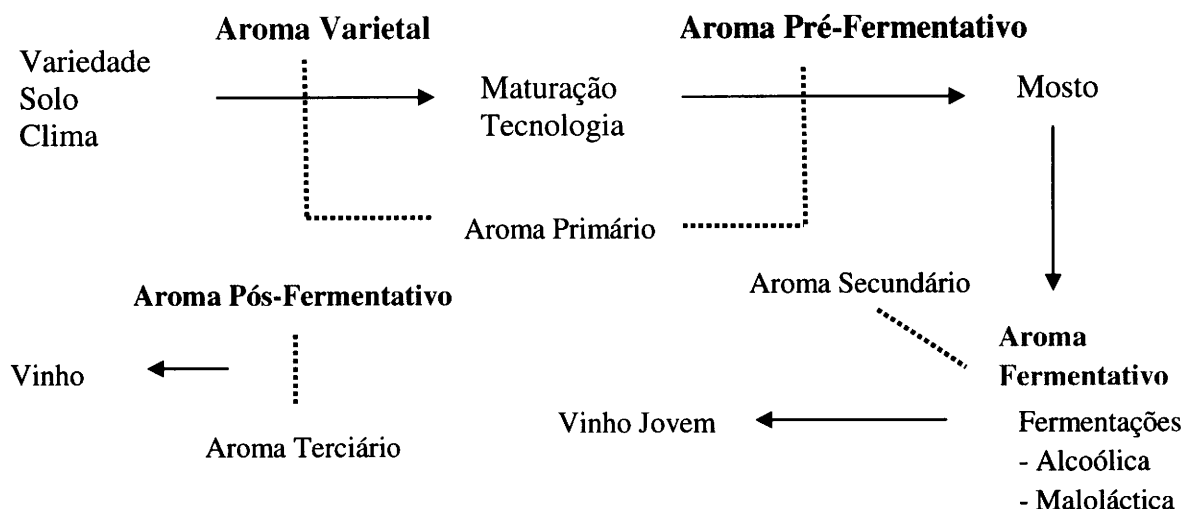 Aroma Varietal
Aroma Pré-Fermentativo
Variedade
Solo
Clima
Maturação
Tecnologia
Mosto
Aroma Primário
Aroma Secundário
Aroma Pós-Fermentativo
Aroma
Fermentativo
Vinho
Vinho Jovem
Fermentações
- Alcoólica
- Maloláctica
Aroma Terciário